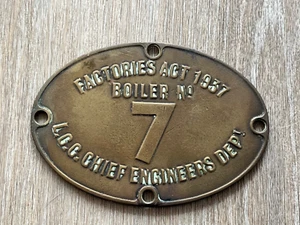 FACTORIES ACT 1937
BOILER No
7
L.C.C. CHIEF ENGINEERS DEPT